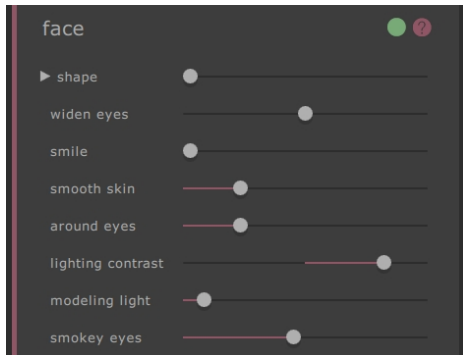 face
?
shape
widen eyes
smile
smooth skin
around eyes
lighting contrast
modeling light
smokey eyes